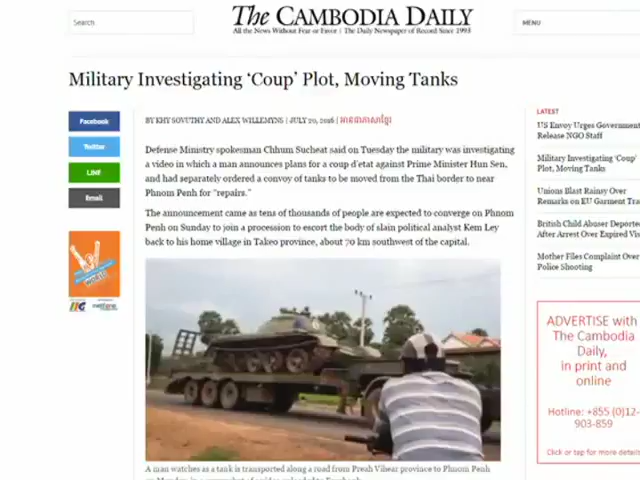 Search
The CAMBODIA DAILY
All the News Without Fear or Favor | The Daily Newspaper of Record Since 1993
MENU
Military Investigating ‘Coup’ Plot, Moving Tanks
Facebook
Twitter
LINE
Email
BY KHY SOVUTHY AND ALEX WILLEMYNS | JULY 20, 2016 | អានជាភាសាខ្មែរ
Defense Ministry spokesman Chhum Sucheat said on Tuesday the military was investigating
a video in which a man announces plans for a coup d’etat against Prime Minister Hun Sen,
and had separately ordered a convoy of tanks to be moved from the Thai border to near
Phnom Penh for “repairs.”
The announcement came as tens of thousands of people are expected to converge on Phnom
Penh on Sunday to join a procession to escort the body of slain political analyst Kem Ley
back to his home village in Takeo province, about 70 km southwest of the capital.
A man watches as a tank is transported along a road from Preah Vihear province to Phnom Penh
LATEST
US Envoy Urges Government
Release NGO Staff
Military Investigating ‘Coup’
Plot, Moving Tanks
Unions Blast Rainsy Over
Remarks on EU Garment Tra
British Child Abuser Deporte
After Arrest Over Expired Vi
Mother Files Complaint Over
Police Shooting
ADVERTISE with
The Cambodia
Daily,
in print and
online
Hotline: +855 (0)12-
903-859
Click or tap for more details